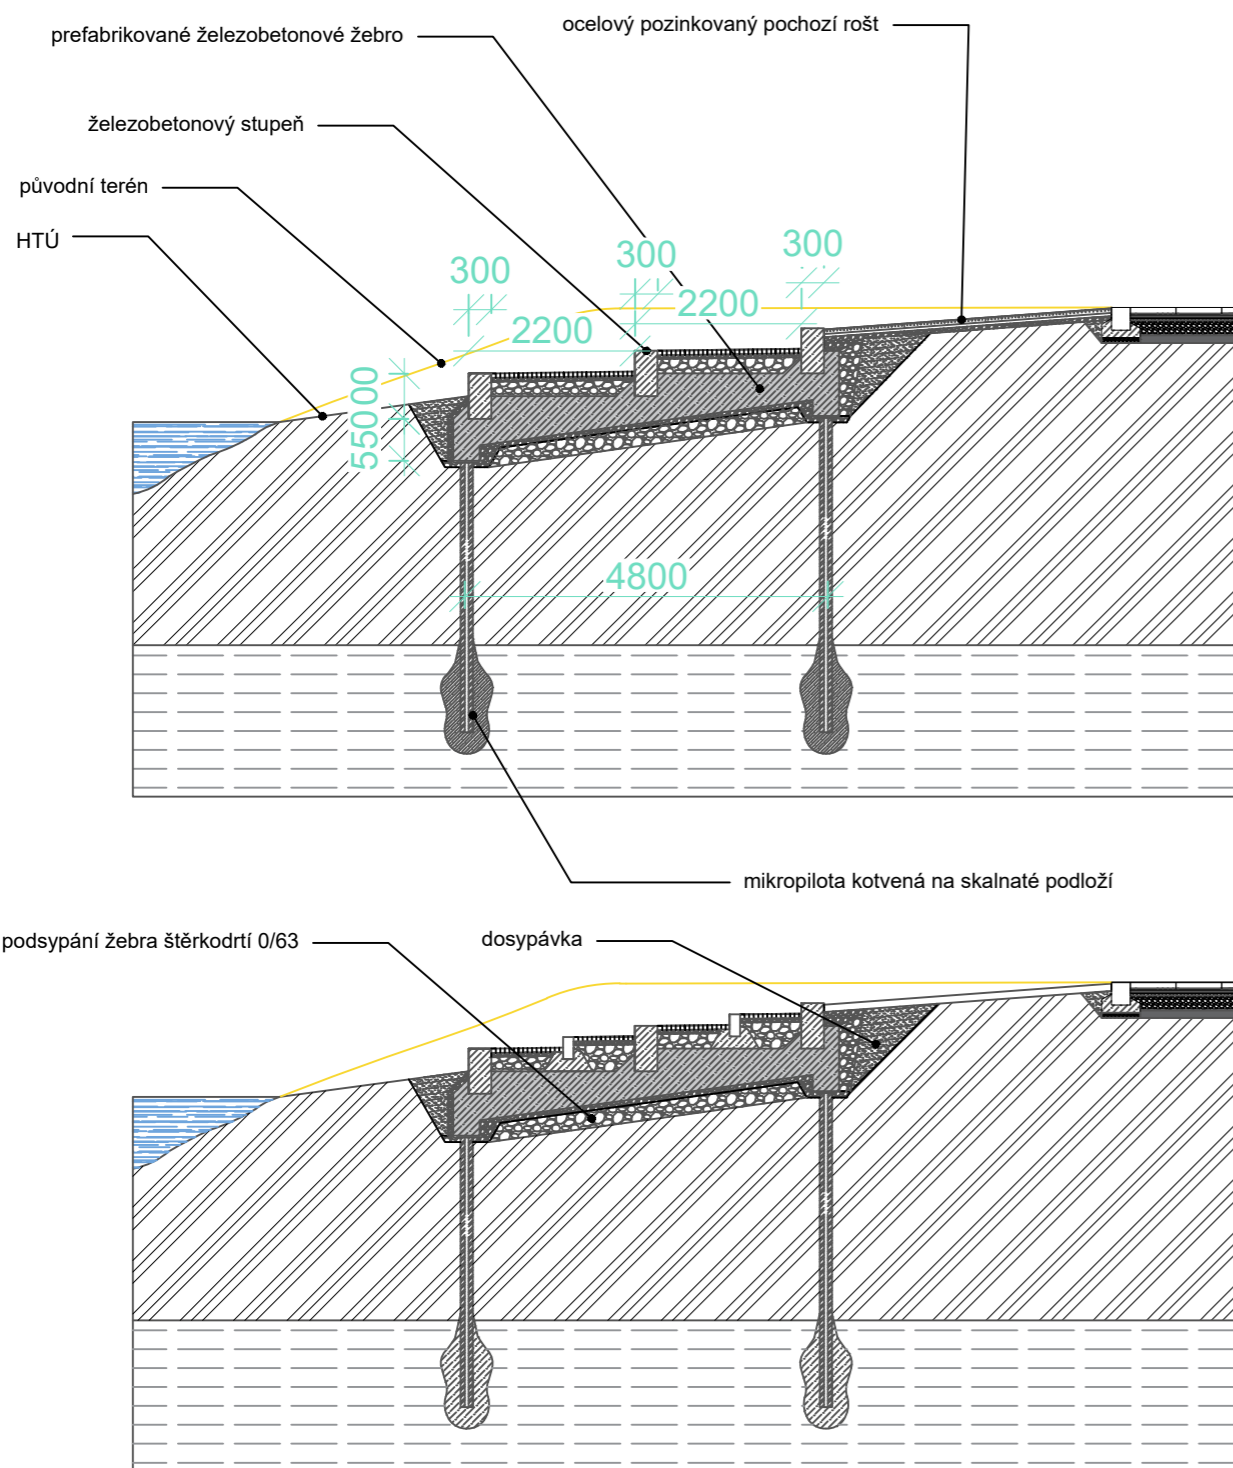 ocelový pozinkovaný pochozí rošt
prefabrikované železobetonové žebro
železobetonový stupeň
původní terén
HTÚ
300
300
300
2200
2200
4800
mikropilota kotvená na skalnaté podloží
podsypání žebra štěrkodrtí 0/63
dosypávka